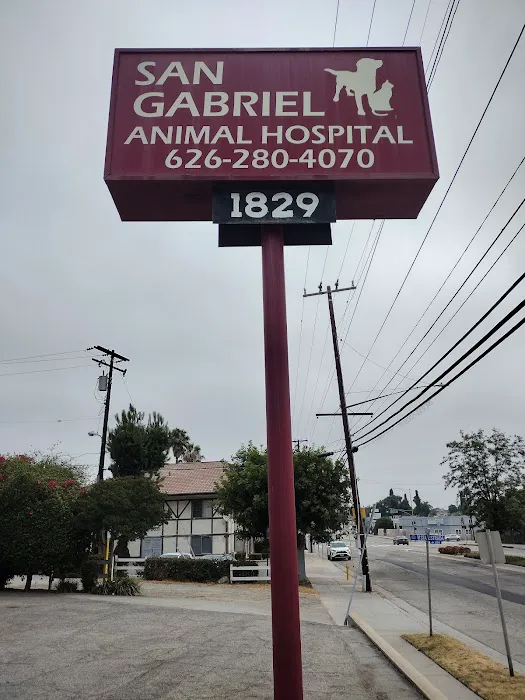 SAN
GABRIEL
ANIMAL HOSPITAL
626-280-4070
1829